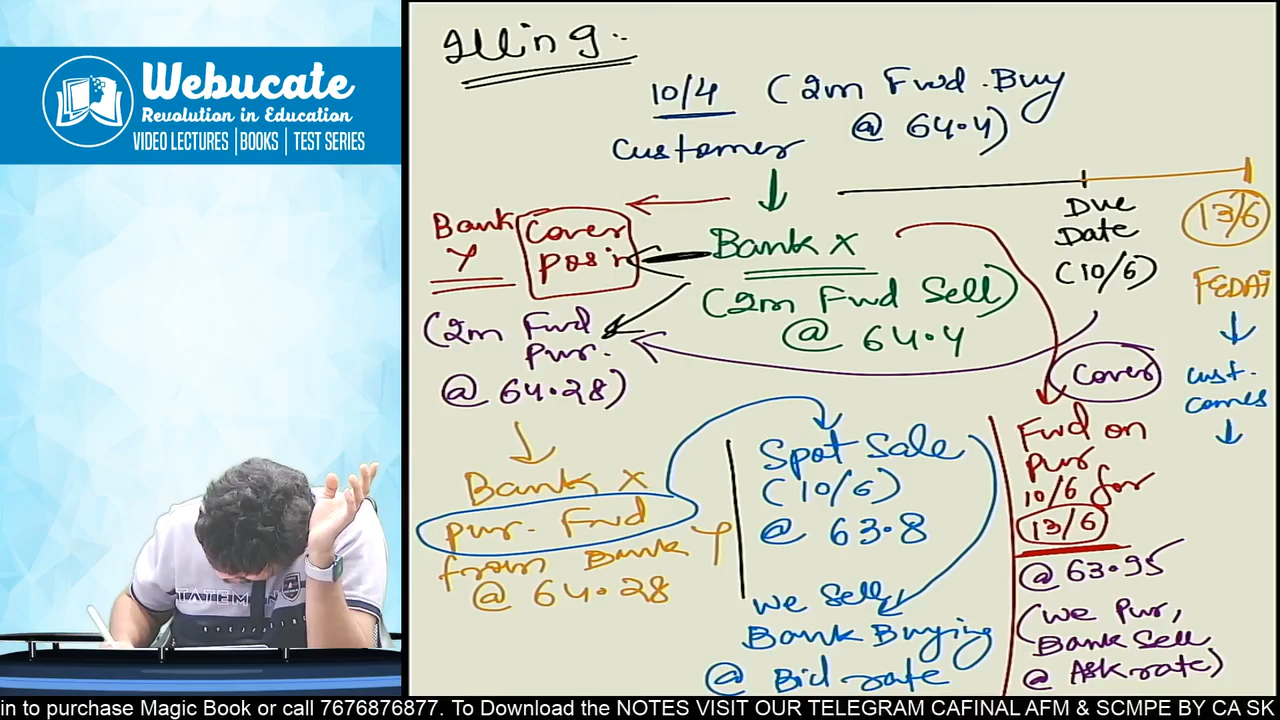 Webucate
Revolution in Education
VIDEO LECTURES | BOOKS | TEST SERIES
Illing.
10/4 (2m Fwd. Buy
@ 64.4)
Customer
Bank X
(2m Fwd Sell)
@ 64.4
Bank
Y
Cover
posin
(2m Fwd
pur.
@ 64.28)
Bank X
pur. Fwd
from Bank Y
@ 64.28
Spot Sale
(10/6)
@ 63.8
we sell,
Bank Buying
@ Bid rate
Due
Date
(10/6)
Cover
Fwd on
pur
10/6 for
13/6
@ 63.95
(we Pur,
Bank Sell
@ Ask rate)
13/6
FEDAI
cust.
comes
in to purchase Magic Book or call 7676876877. To Download the NOTES VISIT OUR TELEGRAM CAFINAL AFM & SCMPE BY CA SK